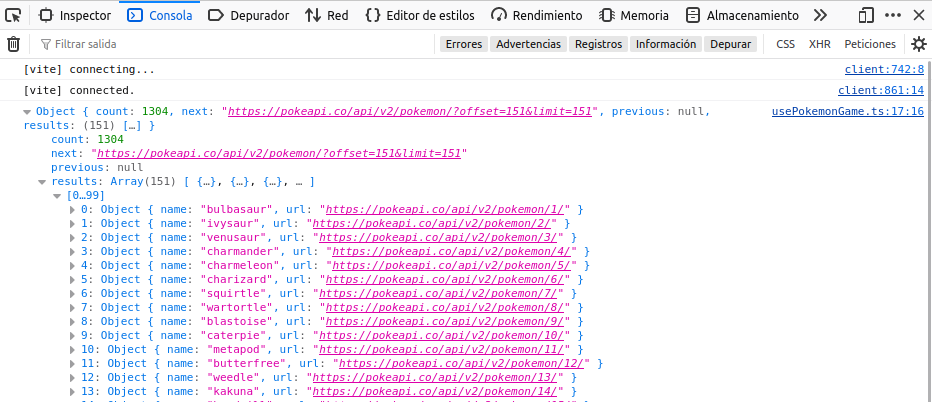 Inspector Consola Depurador Red Editor de estilos Rendimiento Memoria Almacenamiento
Filtrar salida Errores Advertencias Registros Información Depurar CSS XHR Peticiones
[vite] connecting... client:742:8
[vite] connected. client:861:14
Object { count: 1304, next: "https://pokeapi.co/api/v2/pokemon/?offset=151&limit=151", previous: null, usePokemonGame.ts:17:16
results: (151) […] }
count: 1304
next: "https://pokeapi.co/api/v2/pokemon/?offset=151&limit=151"
previous: null
results: Array(151) [ {…}, {…}, {…}, … ]
[0…99]
0: Object { name: "bulbasaur", url: "https://pokeapi.co/api/v2/pokemon/1/" }
1: Object { name: "ivysaur", url: "https://pokeapi.co/api/v2/pokemon/2/" }
2: Object { name: "venusaur", url: "https://pokeapi.co/api/v2/pokemon/3/" }
3: Object { name: "charmander", url: "https://pokeapi.co/api/v2/pokemon/4/" }
4: Object { name: "charmeleon", url: "https://pokeapi.co/api/v2/pokemon/5/" }
5: Object { name: "charizard", url: "https://pokeapi.co/api/v2/pokemon/6/" }
6: Object { name: "squirtle", url: "https://pokeapi.co/api/v2/pokemon/7/" }
7: Object { name: "wartortle", url: "https://pokeapi.co/api/v2/pokemon/8/" }
8: Object { name: "blastoise", url: "https://pokeapi.co/api/v2/pokemon/9/" }
9: Object { name: "caterpie", url: "https://pokeapi.co/api/v2/pokemon/10/" }
10: Object { name: "metapod", url: "https://pokeapi.co/api/v2/pokemon/11/" }
11: Object { name: "butterfree", url: "https://pokeapi.co/api/v2/pokemon/12/" }
12: Object { name: "weedle", url: "https://pokeapi.co/api/v2/pokemon/13/" }
13: Object { name: "kakuna", url: "https://pokeapi.co/api/v2/pokemon/14/" }